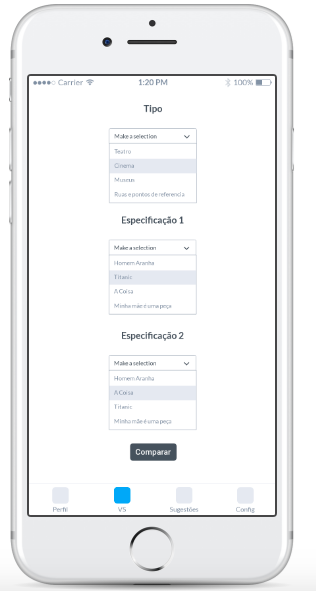 Carrier 1:20 PM 100%
Tipo
Make a selection
Teatro
Cinema
Museus
Ruas e pontos de referencia
Especificação 1
Make a selection
Homem Aranha
Titanic
A Coisa
Minha mãe é uma peça
Especificação 2
Make a selection
Homem Aranha
A Coisa
Titanic
Minha mãe é uma peça
Comparar
Perfil VS Sugestões Config